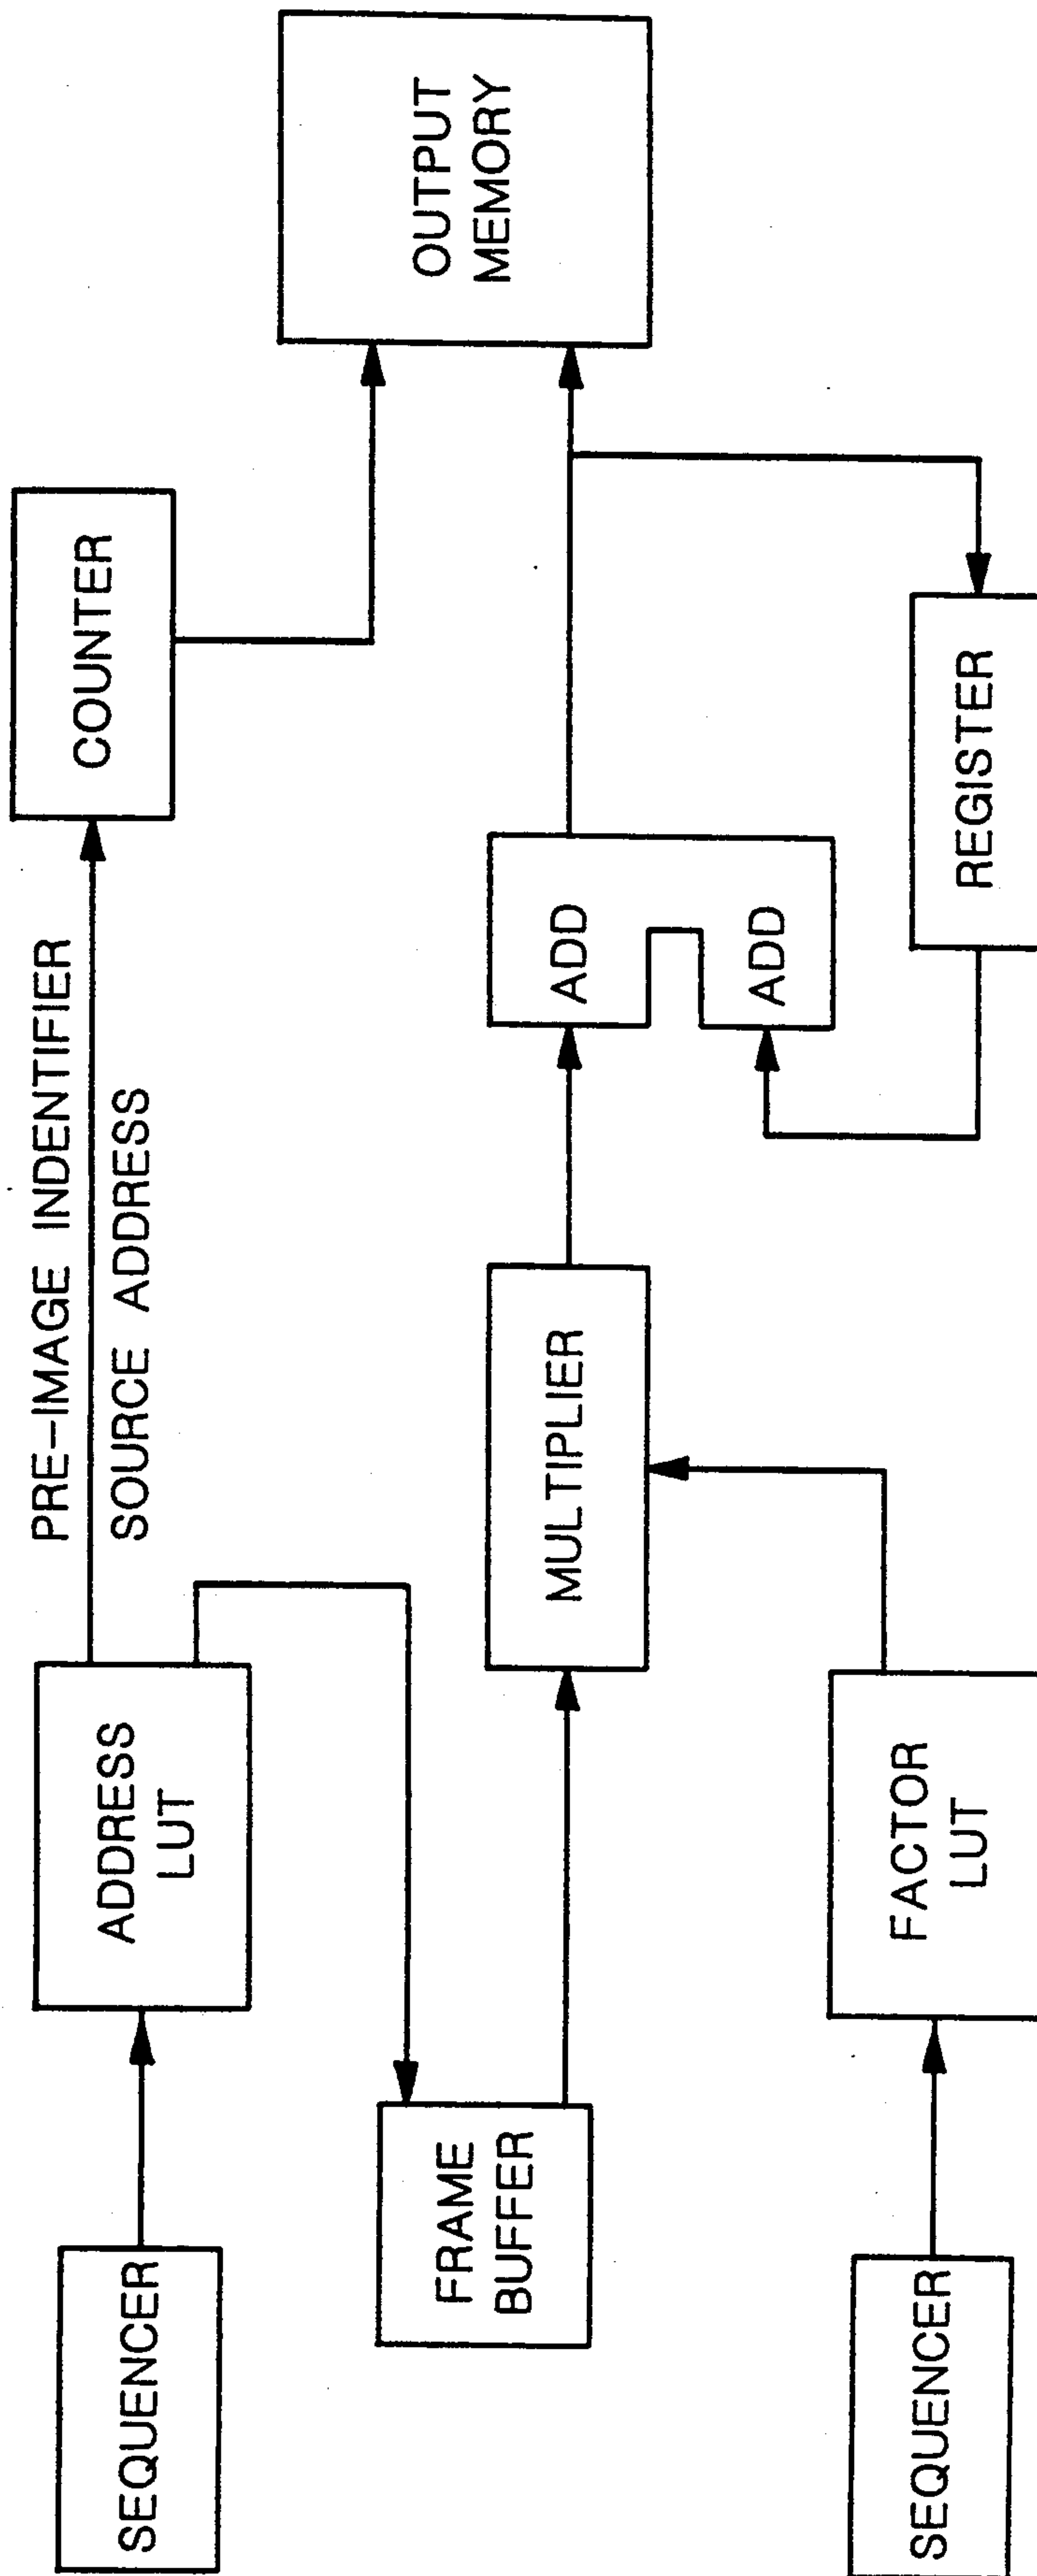 SEQUENCER
ADDRESS
LUT
PRE-IMAGE INDENTIFIER
SOURCE ADDRESS
COUNTER
OUTPUT
MEMORY
FRAME
BUFFER
MULTIPLIER
ADD
ADD
REGISTER
SEQUENCER
FACTOR
LUT